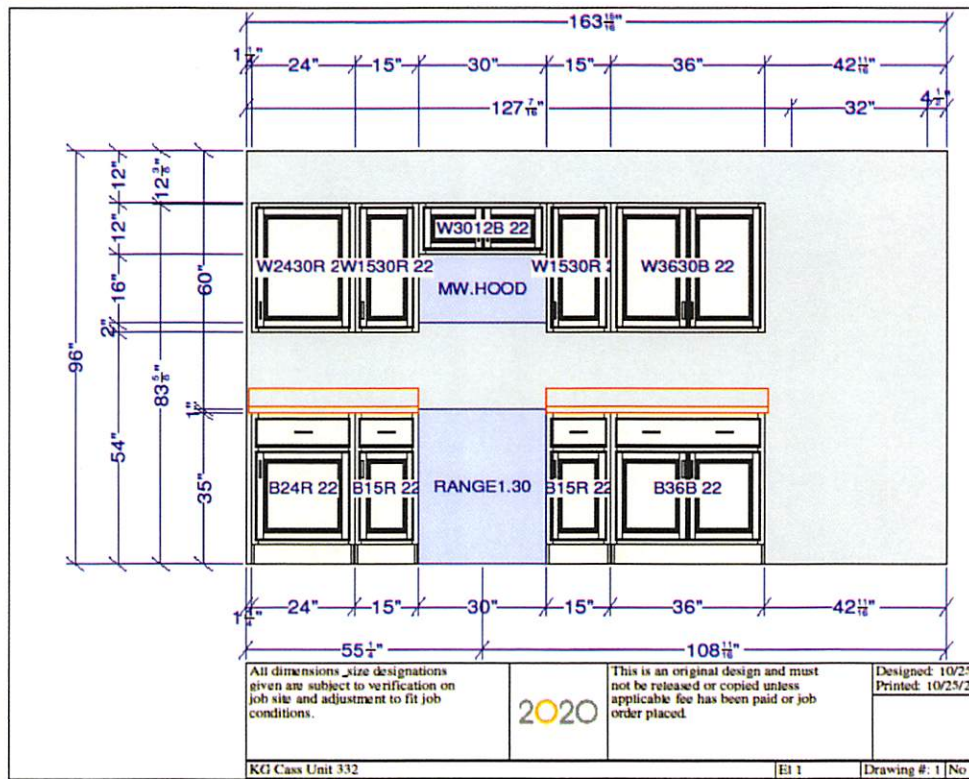 163 15/16"
1 1/4"
24" 15" 30" 15" 36" 42 11/16"
127 7/16" 32" 4 1/2"
12" 12 3/8"
12"
16"
2"
60"
96"
83 5/8"
54"
1"
35"
W3012B 22
W2430R 2 W1530R 22 W1530R 2 W3630B 22
MW.HOOD
B24R 22 B15R 22 RANGE1.30 B15R 22 B36B 22
1 1/4" 24" 15" 30" 15" 36" 42 11/16"
55 1/4" 108 11/16"
All dimensions _size designations
given are subject to verification on
job site and adjustment to fit job
conditions.
2020
This is an original design and must
not be released or copied unless
applicable fee has been paid or job
order placed.
Designed: 10/25
Printed: 10/25/2
KG Cass Unit 332 El 1 Drawing #: 1 No